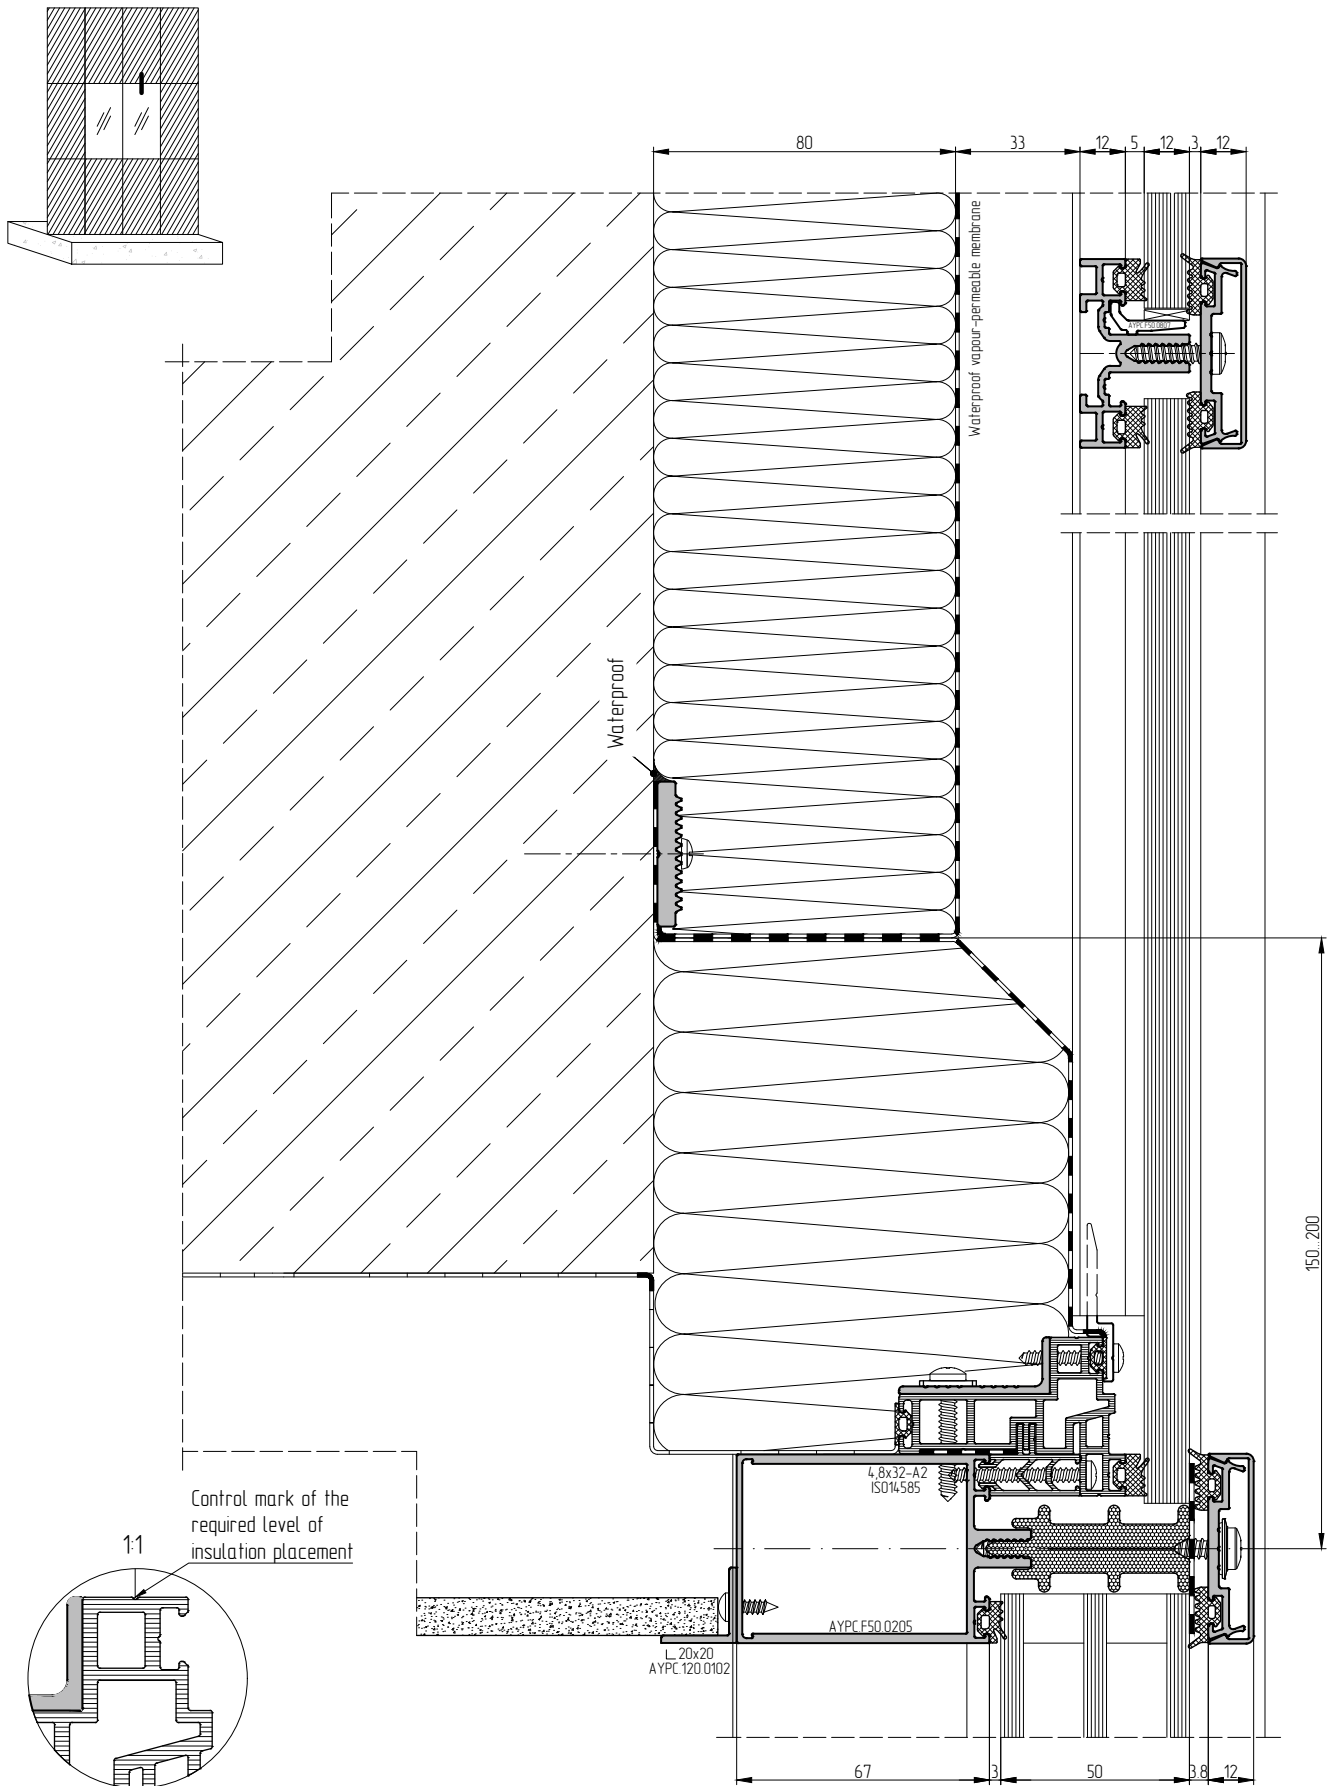 80
33
12
5
12
3
12
Waterproof vapour-permeable membrane
AYPC.F50.0807
Waterproof
150...200
4,8x32-A2
ISO14585
Control mark of the
required level of
insulation placement
1:1
AYPC.F50.0205
20x20
AYPC.120.0102
67
3
50
3.8
12